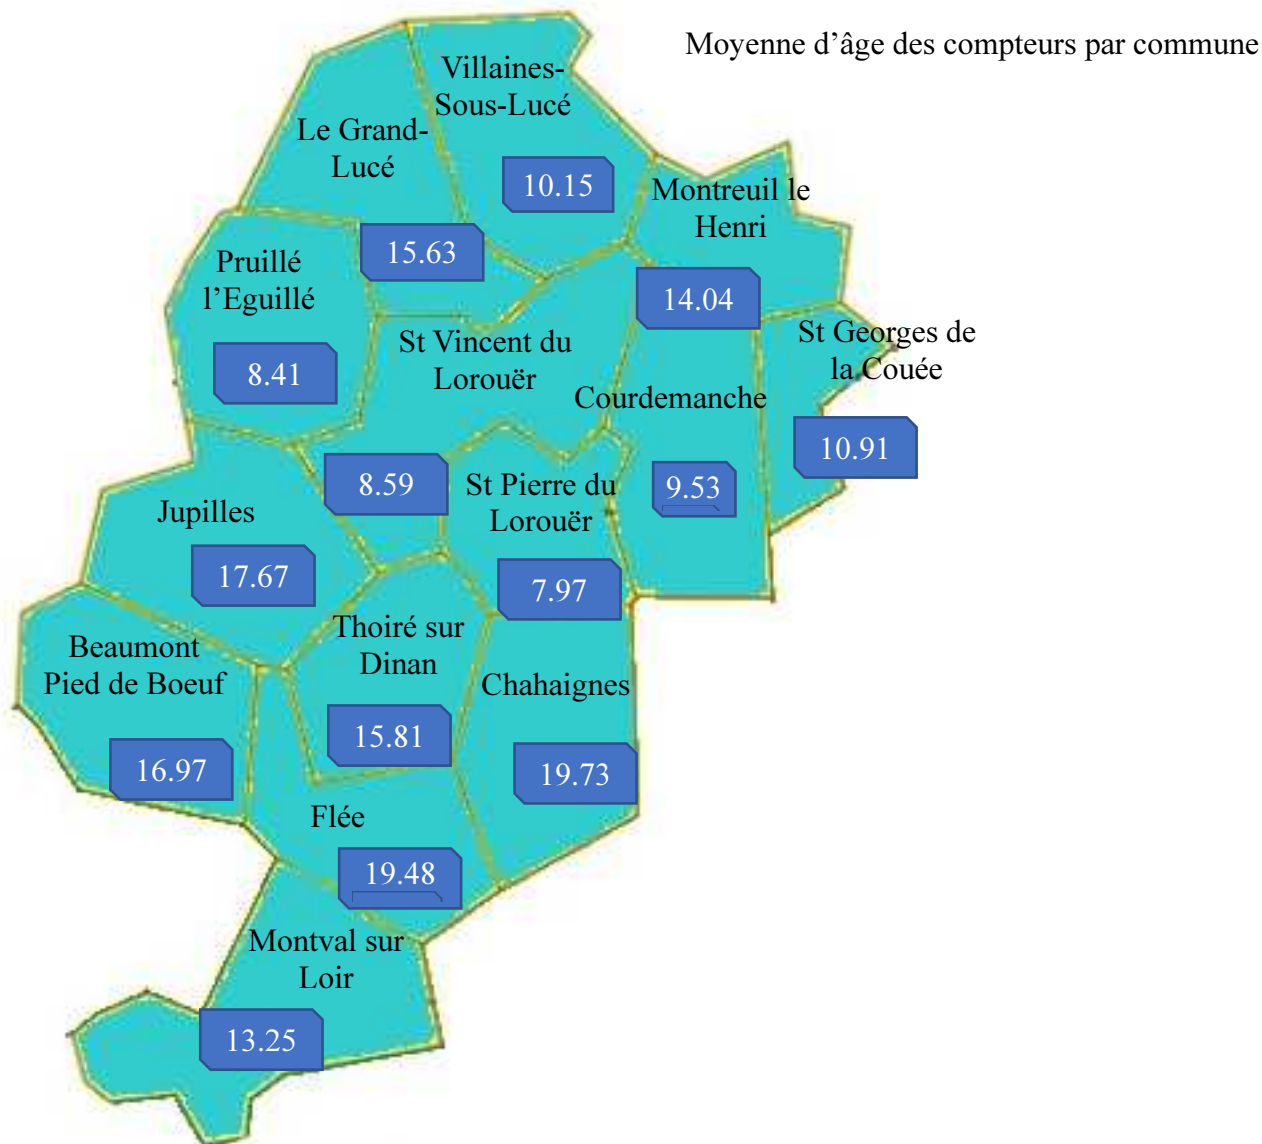 Moyenne d'âge des compteurs par commune
Villaines-
Sous-Lucé
10.15
Le Grand-
Lucé
15.63
Montreuil le
Henri
14.04
Pruillé
l'Eguillé
8.41
St Vincent du
Lorouër
8.59
St Georges de
la Couée
10.91
Courdemanche
9.53
St Pierre du
Lorouër
7.97
Jupilles
17.67
Thoiré sur
Dinan
15.81
Beaumont
Pied de Boeuf
16.97
Chahaignes
19.73
Flée
19.48
Montval sur
Loir
13.25